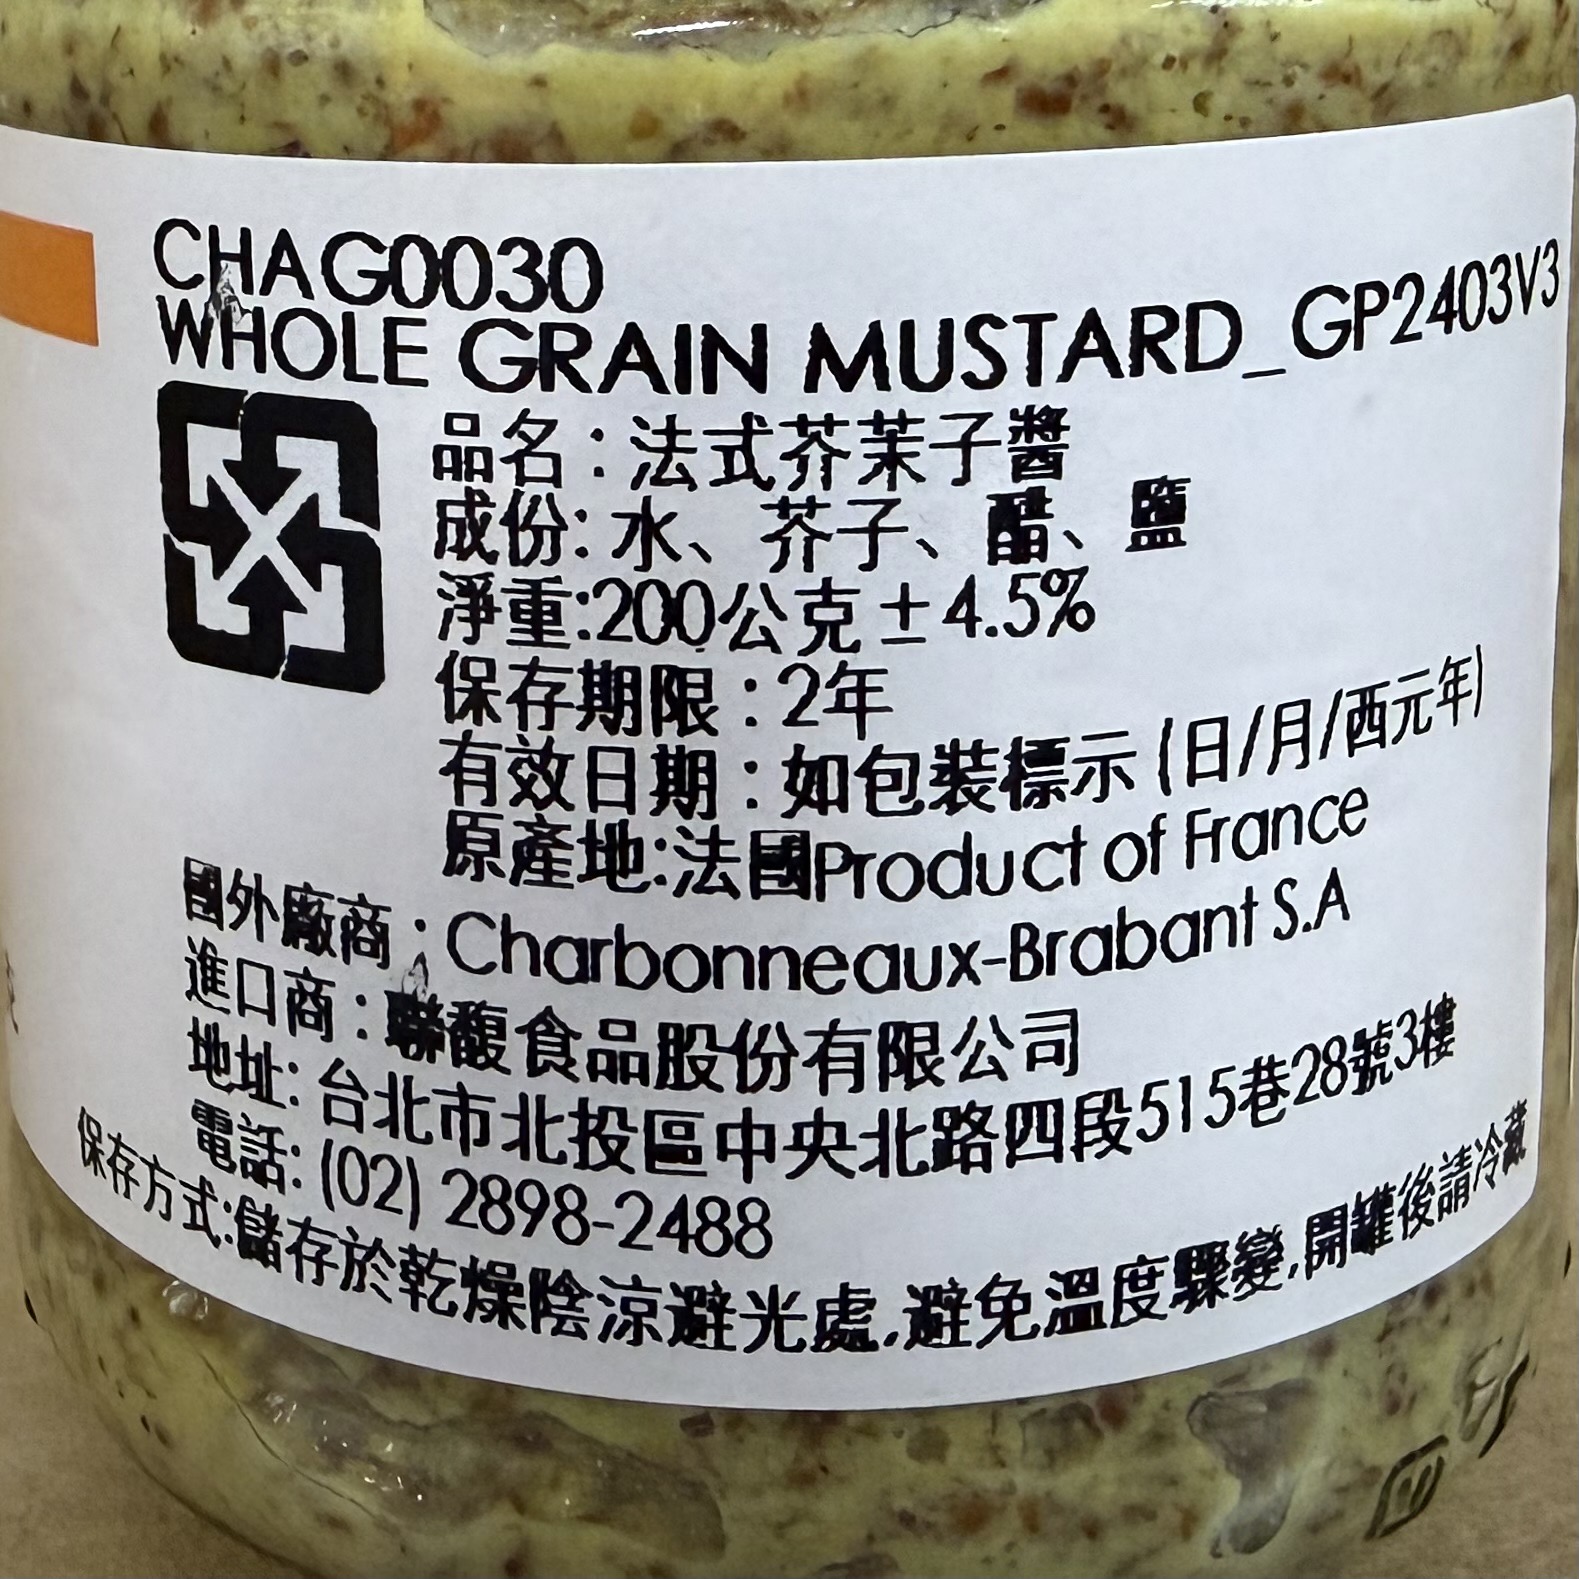 CHAG0030
WHOLE GRAIN MUSTARD_GP2403V3
品名：法式芥茉子醬
成份: 水、芥子、醋、鹽
淨重:200公克±4.5%
保存期限：2年
有效日期：如包裝標示 (日/月/西元年)
原產地:法國Product of France
國外廠商：Charbonneaux-Brabant S.A
進口商：聯馥食品股份有限公司
地址: 台北市北投區中央北路四段515巷28號3樓
電話: (02) 2898-2488
保存方式:儲存於乾燥陰涼避光處,避免溫度驟變,開罐後請冷藏